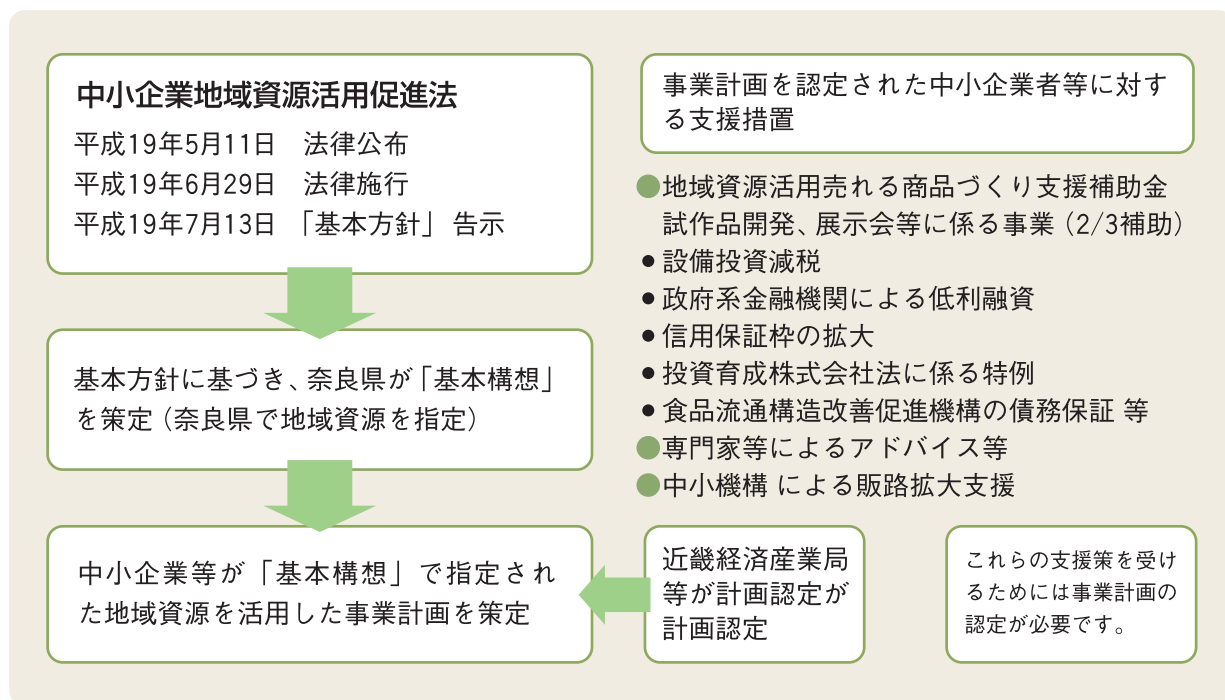 中小企業地域資源活用促進法
平成19年5月11日　法律公布
平成19年6月29日　法律施行
平成19年7月13日 「基本方針」 告示
基本方針に基づき、奈良県が「基本構想」
を策定（奈良県で地域資源を指定）
中小企業等が「基本構想」で指定され
た地域資源を活用した事業計画を策定
事業計画を認定された中小企業者等に対す
る支援措置
●地域資源活用売れる商品づくり支援補助金
試作品開発、展示会等に係る事業（2/3補助）
●設備投資減税
●政府系金融機関による低利融資
●信用保証枠の拡大
●投資育成株式会社法に係る特例
●食品流通構造改善促進機構の債務保証 等
●専門家等によるアドバイス等
●中小機構 による販路拡大支援
近畿経済産業局
等が計画認定が
計画認定
これらの支援策を受け
るためには事業計画の
認定が必要です。